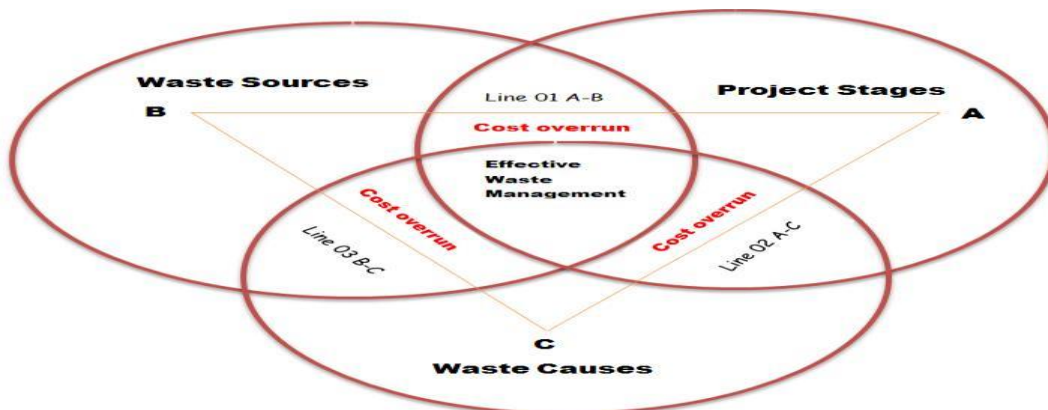 Waste Sources
B
Line 01 A-B
Project Stages
A
Cost overrun
Effective
Waste
Management
Cost overrun
Line 03 B-C
Cost overrun
Line 02 A-C
C
Waste Causes